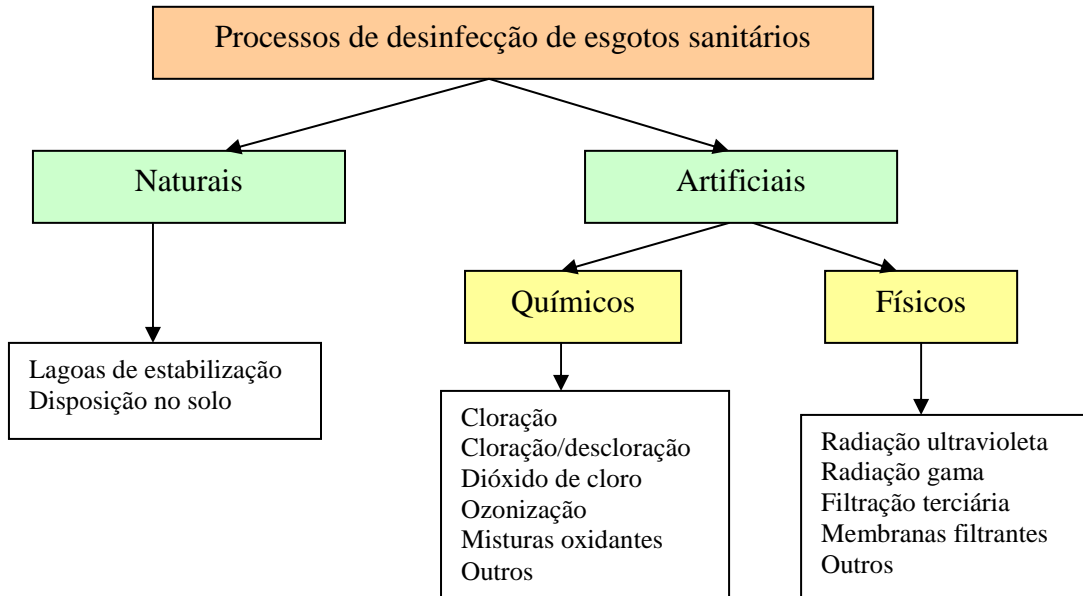 Processos de desinfecção de esgotos sanitários
Naturais
Artificiais
Químicos
Físicos
Lagoas de estabilização
Disposição no solo
Cloração
Cloração/descloração
Dióxido de cloro
Ozonização
Misturas oxidantes
Outros
Radiação ultravioleta
Radiação gama
Filtração terciária
Membranas filtrantes
Outros